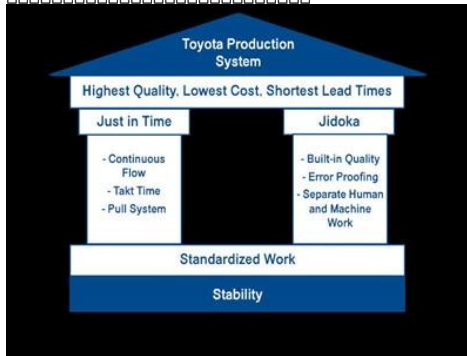 Toyota Production
System
Highest Quality, Lowest Cost, Shortest Lead Times
Just in Time
- Continuous
Flow
- Takt Time
- Pull System
Jidoka
- Built-in Quality
- Error Proofing
- Separate Human
and Machine
Work
Standardized Work
Stability